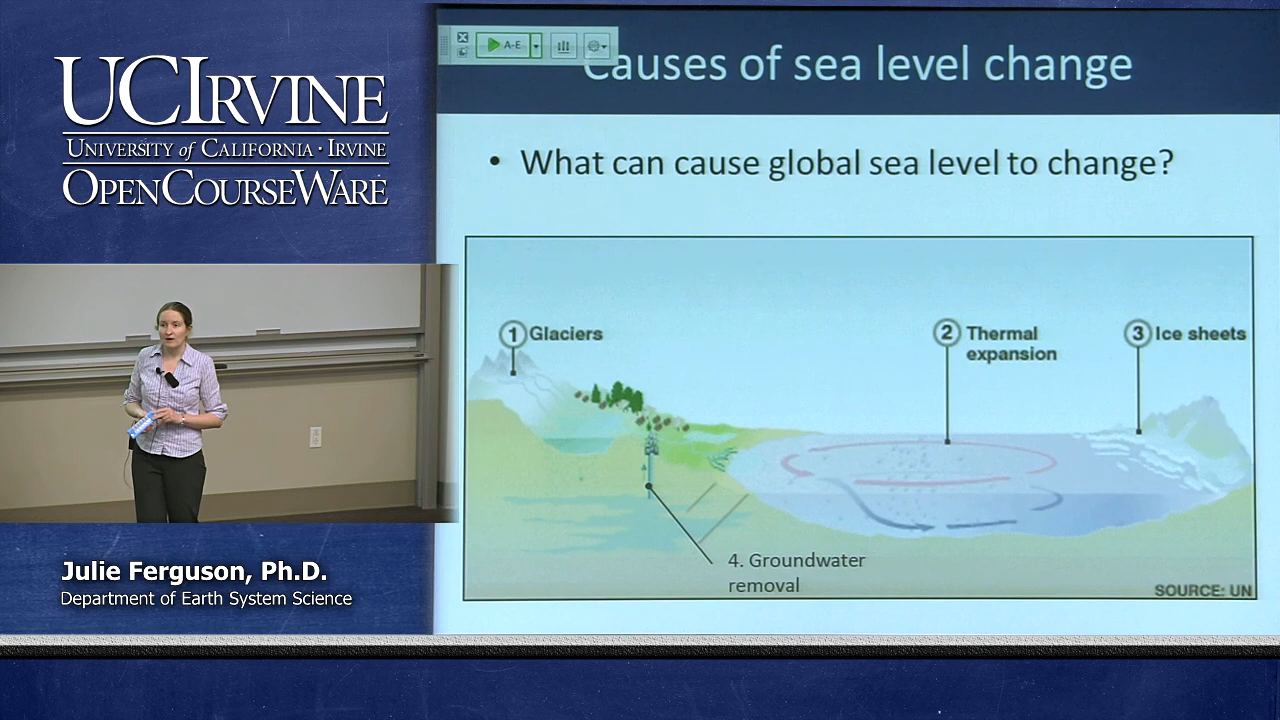 UCIRVINE
UNIVERSITY of CALIFORNIA · IRVINE
OPENCOURSEWARE
A-E
Causes of sea level change
• What can cause global sea level to change?
1 Glaciers
2 Thermal
expansion
3 Ice sheets
4. Groundwater
removal
SOURCE: UN
Julie Ferguson, Ph.D.
Department of Earth System Science